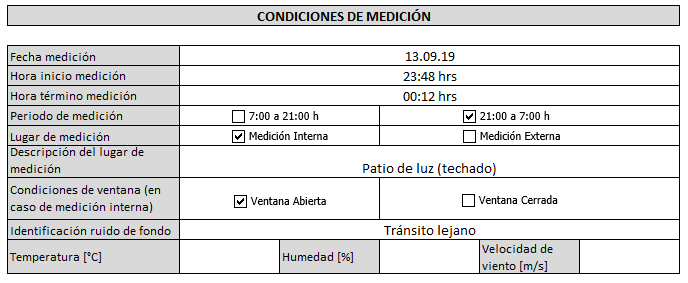 CONDICIONES DE MEDICIÓN
Fecha medición 13.09.19
Hora inicio medición 23:48 hrs
Hora término medición 00:12 hrs
Periodo de medición 7:00 a 21:00 h 21:00 a 7:00 h
Lugar de medición Medición Interna Medición Externa
Descripción del lugar de
medición Patio de luz (techado)
Condiciones de ventana (en
caso de medición interna) Ventana Abierta Ventana Cerrada
Identificación ruido de fondo Tránsito lejano
Temperatura [°C] Humedad [%] Velocidad de
viento [m/s]